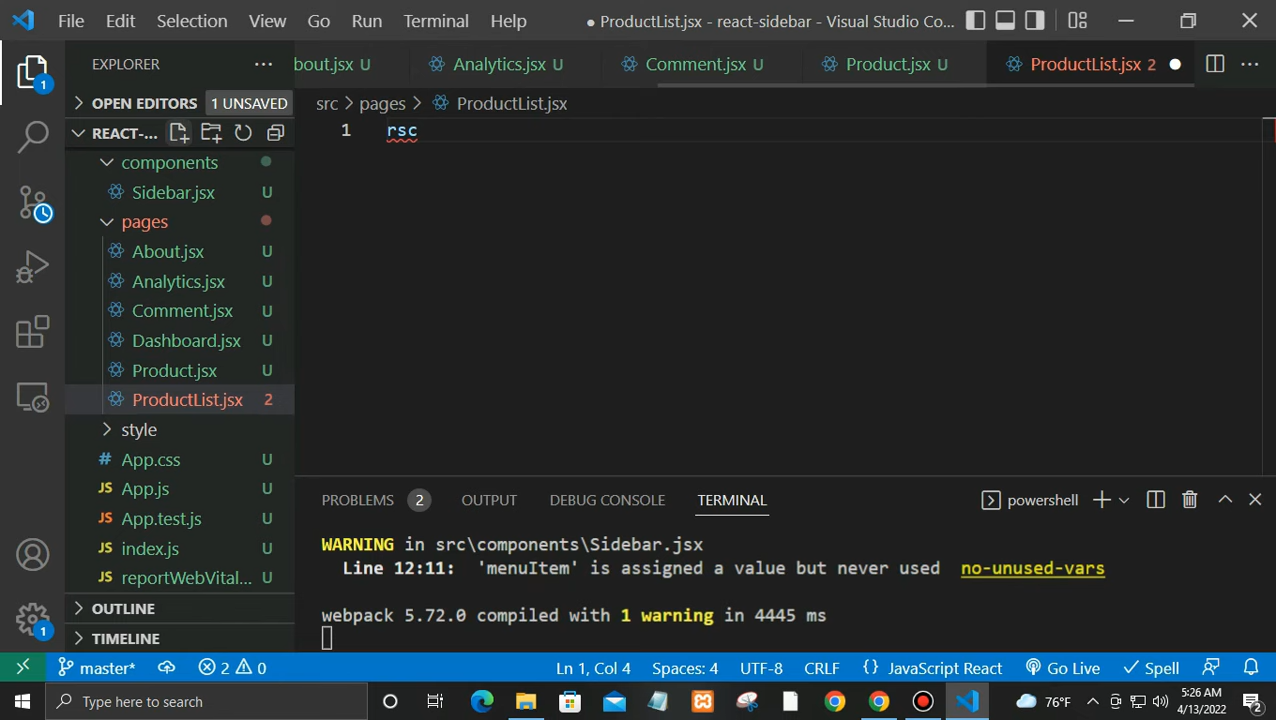 File Edit Selection View Go Run Terminal Help ● ProductList.jsx - react-sidebar - Visual Studio Co...
EXPLORER ...
bout.jsx U Analytics.jsx U Comment.jsx U Product.jsx U ProductList.jsx 2 ...
1
OPEN EDITORS 1 UNSAVED
src > pages > ProductList.jsx
REACT-...
1 rsc
components
Sidebar.jsx U
pages
About.jsx U
Analytics.jsx U
Comment.jsx U
Dashboard.jsx U
Product.jsx U
ProductList.jsx 2
style
# App.css U
JS App.js U
JS App.test.js U
JS index.js U
JS reportWebVital... U
OUTLINE
TIMELINE
1
PROBLEMS 2 OUTPUT DEBUG CONSOLE TERMINAL powershell
WARNING in src\components\Sidebar.jsx
Line 12:11: 'menuItem' is assigned a value but never used no-unused-vars
webpack 5.72.0 compiled with 1 warning in 4445 ms
master* 2 0 Ln 1, Col 4 Spaces: 4 UTF-8 CRLF {} JavaScript React Go Live Spell
Type here to search 76°F 5:26 AM
4/13/2022 2